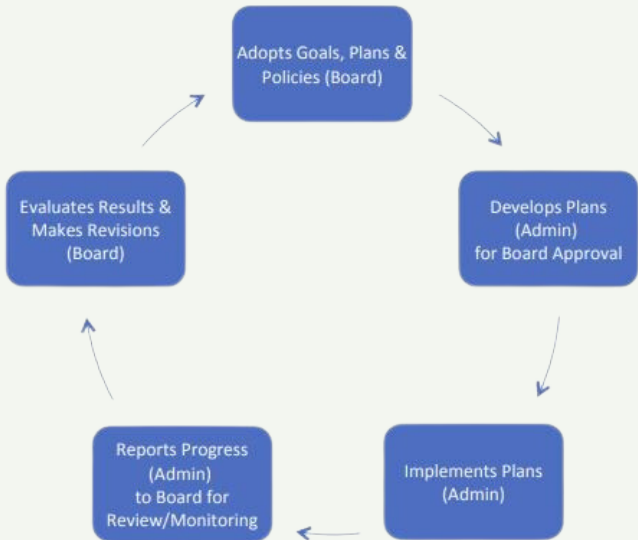 Adopts Goals, Plans &
Policies (Board)
Develops Plans
(Admin)
for Board Approval
Implements Plans
(Admin)
Reports Progress
(Admin)
to Board for
Review/Monitoring
Evaluates Results &
Makes Revisions
(Board)